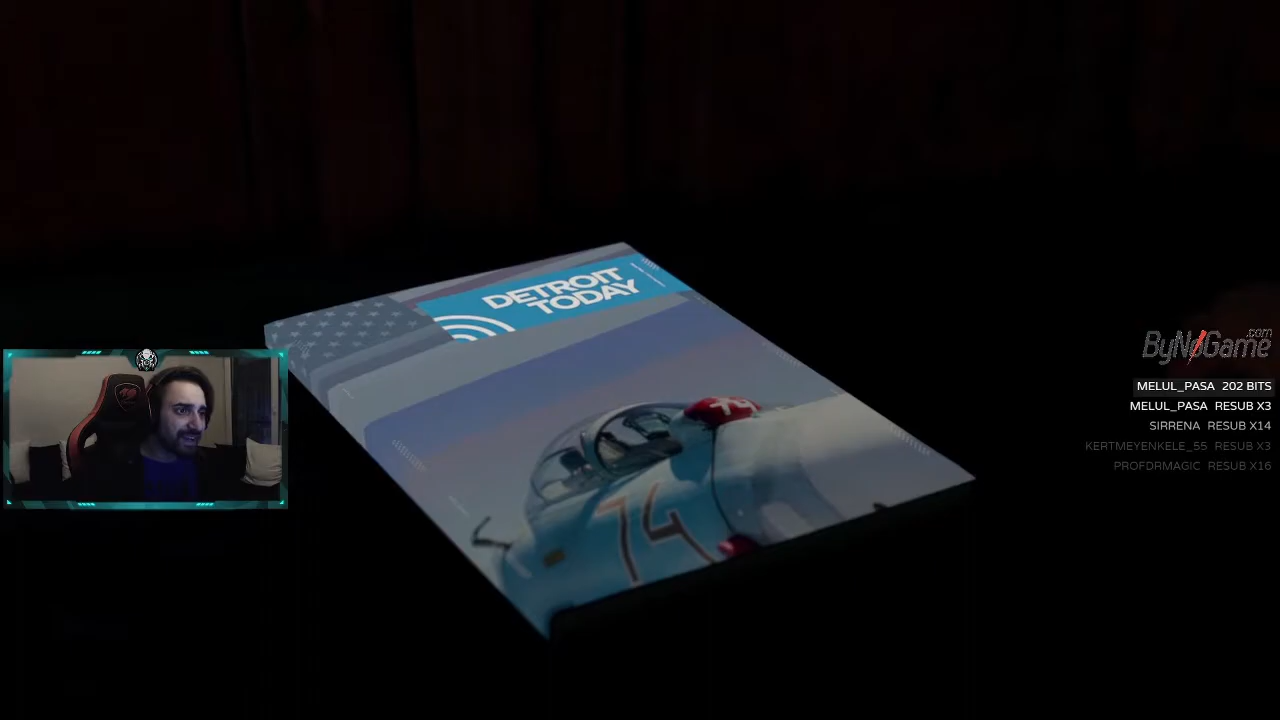 DETROIT
TODAY
74
74
ByNoGame
.com
MELUL_PASA 202 BITS
MELUL_PASA RESUB X3
SIRRENA RESUB X14
KERTMEYENKELE_55 RESUB X3
PROFDRMAGIC RESUB X16